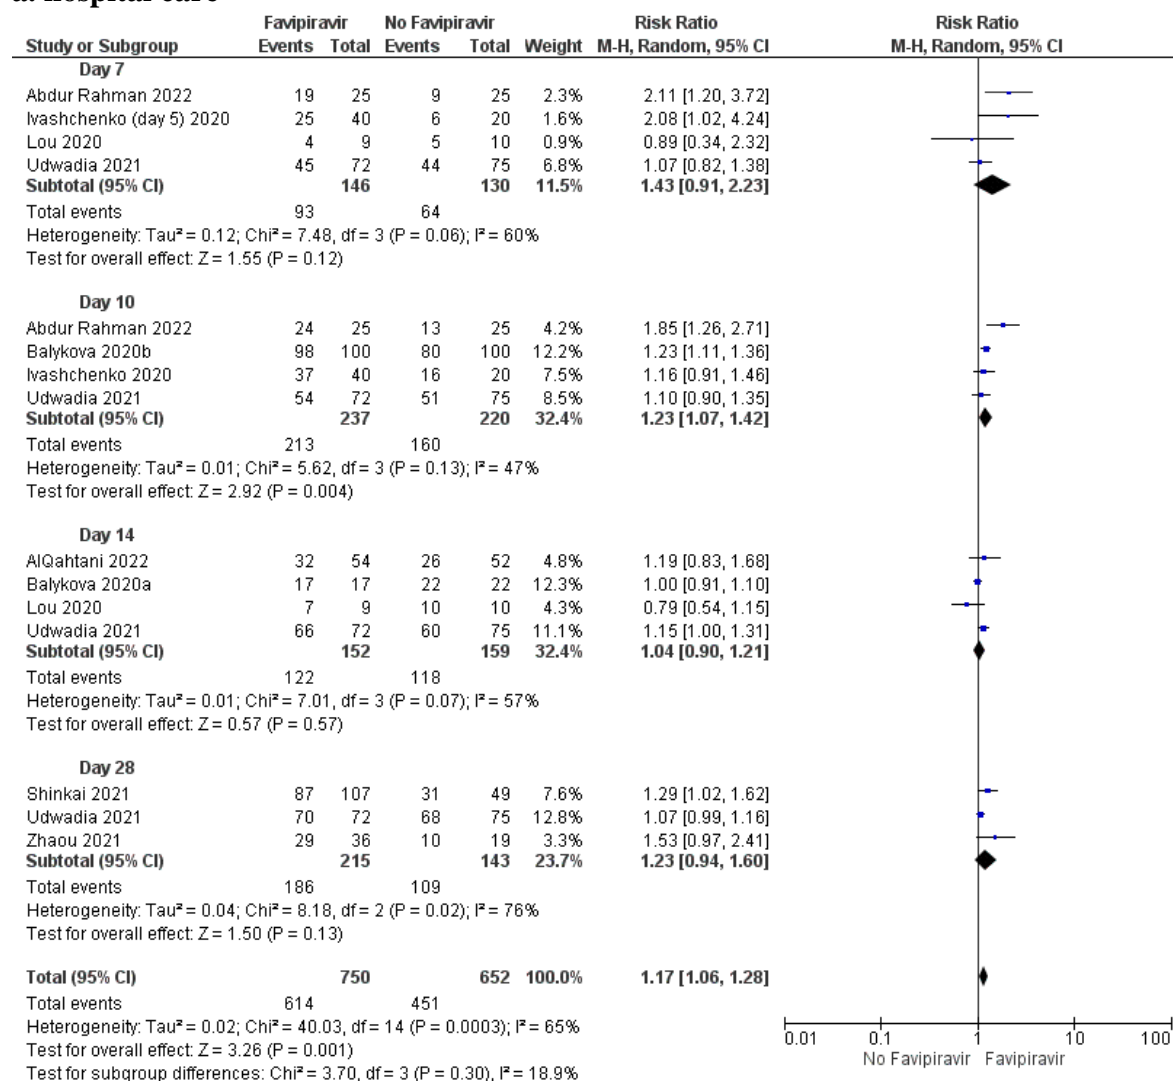 Favipiravir No Favipiravir Risk Ratio Risk Ratio
Study or Subgroup Events Total Events Total Weight M-H, Random, 95% CI M-H, Random, 95% CI
Day 7
Abdur Rahman 2022 19 25 9 25 2.3% 2.11 [1.20, 3.72]
Ivashchenko (day 5) 2020 25 40 6 20 1.6% 2.08 [1.02, 4.24]
Lou 2020 4 9 5 10 0.9% 0.89 [0.34, 2.32]
Udwadia 2021 45 72 44 75 6.8% 1.07 [0.82, 1.38]
Subtotal (95% CI) 146 130 11.5% 1.43 [0.91, 2.23]
Total events 93 64
Heterogeneity: Tau² = 0.12; Chi² = 7.48, df = 3 (P = 0.06); I² = 60%
Test for overall effect: Z = 1.55 (P = 0.12)
Day 10
Abdur Rahman 2022 24 25 13 25 4.2% 1.85 [1.26, 2.71]
Balykova 2020b 98 100 80 100 12.2% 1.23 [1.11, 1.36]
Ivashchenko 2020 37 40 16 20 7.5% 1.16 [0.91, 1.46]
Udwadia 2021 54 72 51 75 8.5% 1.10 [0.90, 1.35]
Subtotal (95% CI) 237 220 32.4% 1.23 [1.07, 1.42]
Total events 213 160
Heterogeneity: Tau² = 0.01; Chi² = 5.62, df = 3 (P = 0.13); I² = 47%
Test for overall effect: Z = 2.92 (P = 0.004)
Day 14
AlQahtani 2022 32 54 26 52 4.8% 1.19 [0.83, 1.68]
Balykova 2020a 17 17 22 22 12.3% 1.00 [0.91, 1.10]
Lou 2020 7 9 10 10 4.3% 0.79 [0.54, 1.15]
Udwadia 2021 66 72 60 75 11.1% 1.15 [1.00, 1.31]
Subtotal (95% CI) 152 159 32.4% 1.04 [0.90, 1.21]
Total events 122 118
Heterogeneity: Tau² = 0.01; Chi² = 7.01, df = 3 (P = 0.07); I² = 57%
Test for overall effect: Z = 0.57 (P = 0.57)
Day 28
Shinkai 2021 87 107 31 49 7.6% 1.29 [1.02, 1.62]
Udwadia 2021 70 72 68 75 12.8% 1.07 [0.99, 1.16]
Zhaou 2021 29 36 10 19 3.3% 1.53 [0.97, 2.41]
Subtotal (95% CI) 215 143 23.7% 1.23 [0.94, 1.60]
Total events 186 109
Heterogeneity: Tau² = 0.04; Chi² = 8.18, df = 2 (P = 0.02); I² = 76%
Test for overall effect: Z = 1.50 (P = 0.13)
Total (95% CI) 750 652 100.0% 1.17 [1.06, 1.28]
Total events 614 451
Heterogeneity: Tau² = 0.02; Chi² = 40.03, df = 14 (P = 0.0003); I² = 65%
Test for overall effect: Z = 3.26 (P = 0.001)
Test for subgroup differences: Chi² = 3.70, df = 3 (P = 0.30), I² = 18.9%
0.01 0.1 1 10 100
No Favipiravir Favipiravir